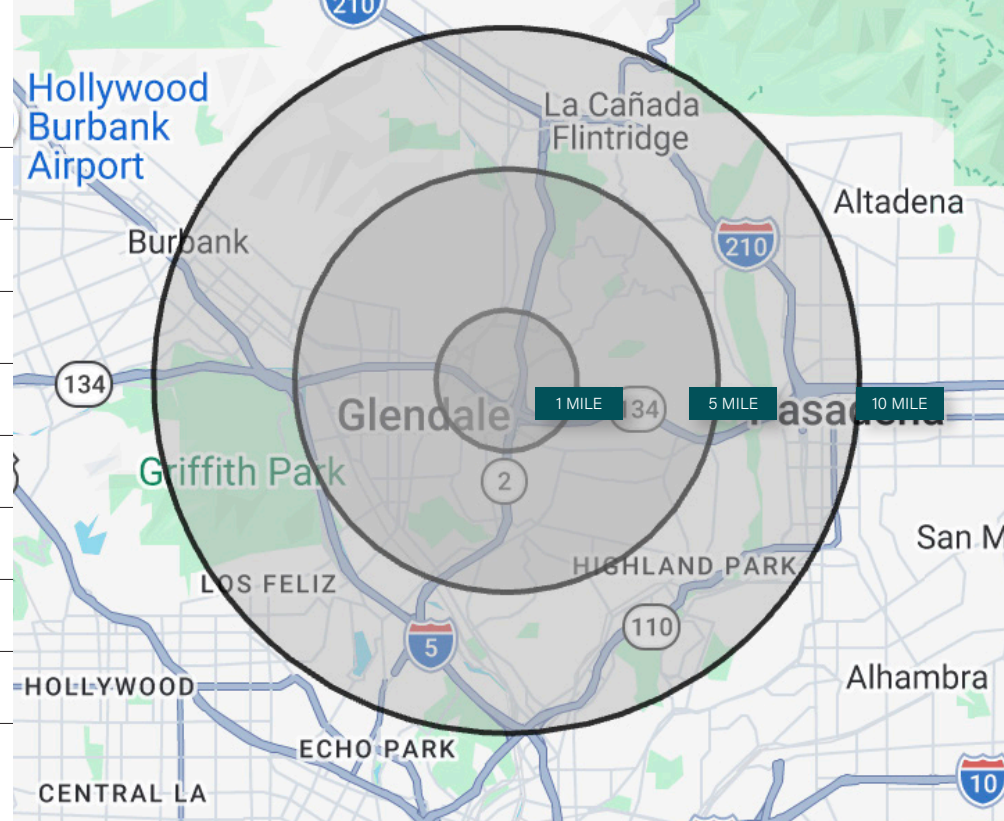 210
La Cañada
Flintridge
Hollywood
Burbank
Airport
Altadena
Burbank
210
134
1 MILE
134
5 MILE
10 MILE
Glendale
Pasadena
Griffith Park
2
San M
HIGHLAND PARK
LOS FELIZ
110
5
Alhambra
HOLLYWOOD
ECHO PARK
CENTRAL LA
10